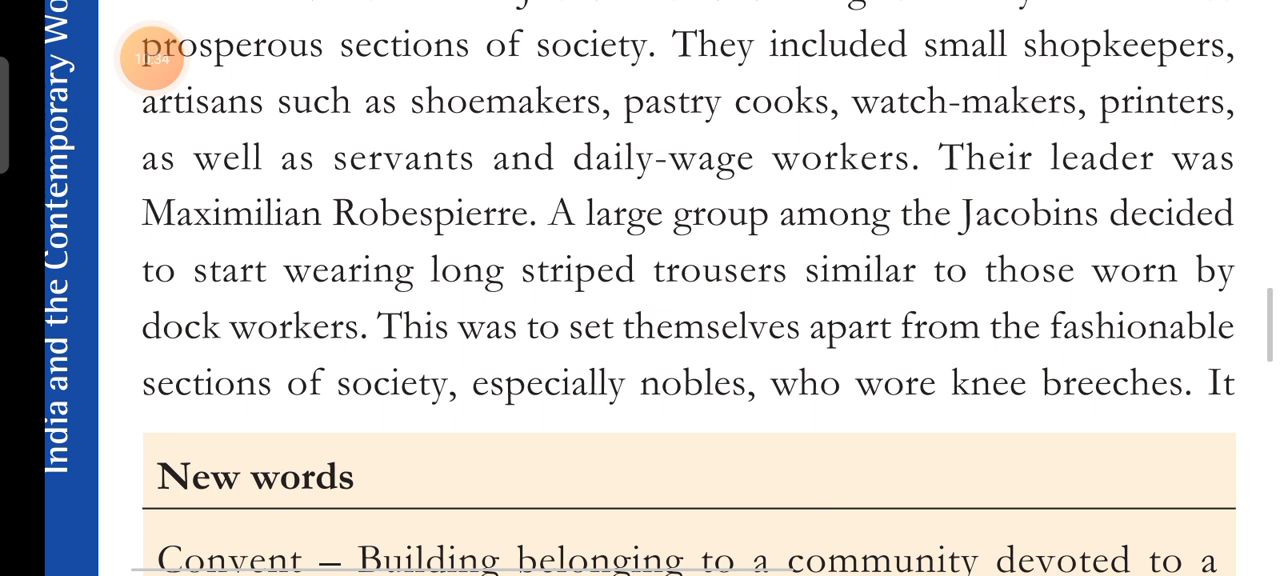 prosperous sections of society. They included small shopkeepers,
artisans such as shoemakers, pastry cooks, watch-makers, printers,
as well as servants and daily-wage workers. Their leader was
Maximilian Robespierre. A large group among the Jacobins decided
to start wearing long striped trousers similar to those worn by
dock workers. This was to set themselves apart from the fashionable
sections of society, especially nobles, who wore knee breeches. It
New words
Convent – Building belonging to a community devoted to a
India and the Contemporary Wo